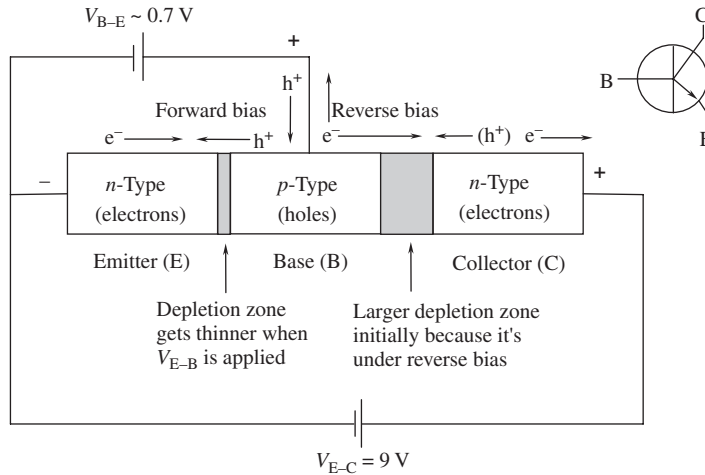 V_B–E ~ 0.7 V
+
C
h+
B
Forward bias
Reverse bias
e–
h+
e–
(h+)
e–
–
n-Type
(electrons)
p-Type
(holes)
n-Type
(electrons)
+
Emitter (E)
Base (B)
Collector (C)
Depletion zone
gets thinner when
V_E–B is applied
Larger depletion zone
initially because it's
under reverse bias
V_E–C = 9 V